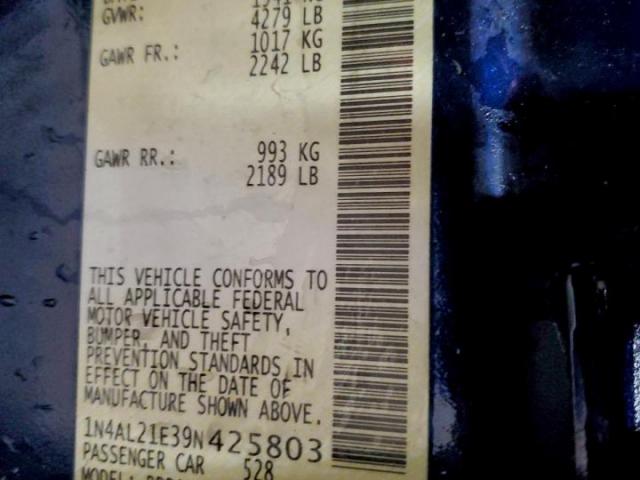 GVWR: 4279 LB
1017 KG
GAWR FR.: 2242 LB
GAWR RR.: 993 KG
2189 LB
THIS VEHICLE CONFORMS TO
ALL APPLICABLE FEDERAL
MOTOR VEHICLE SAFETY,
BUMPER, AND THEFT
PREVENTION STANDARDS IN
EFFECT ON THE DATE OF
MANUFACTURE SHOWN ABOVE.
1N4AL21E39N425803
PASSENGER CAR 528
MODEL: